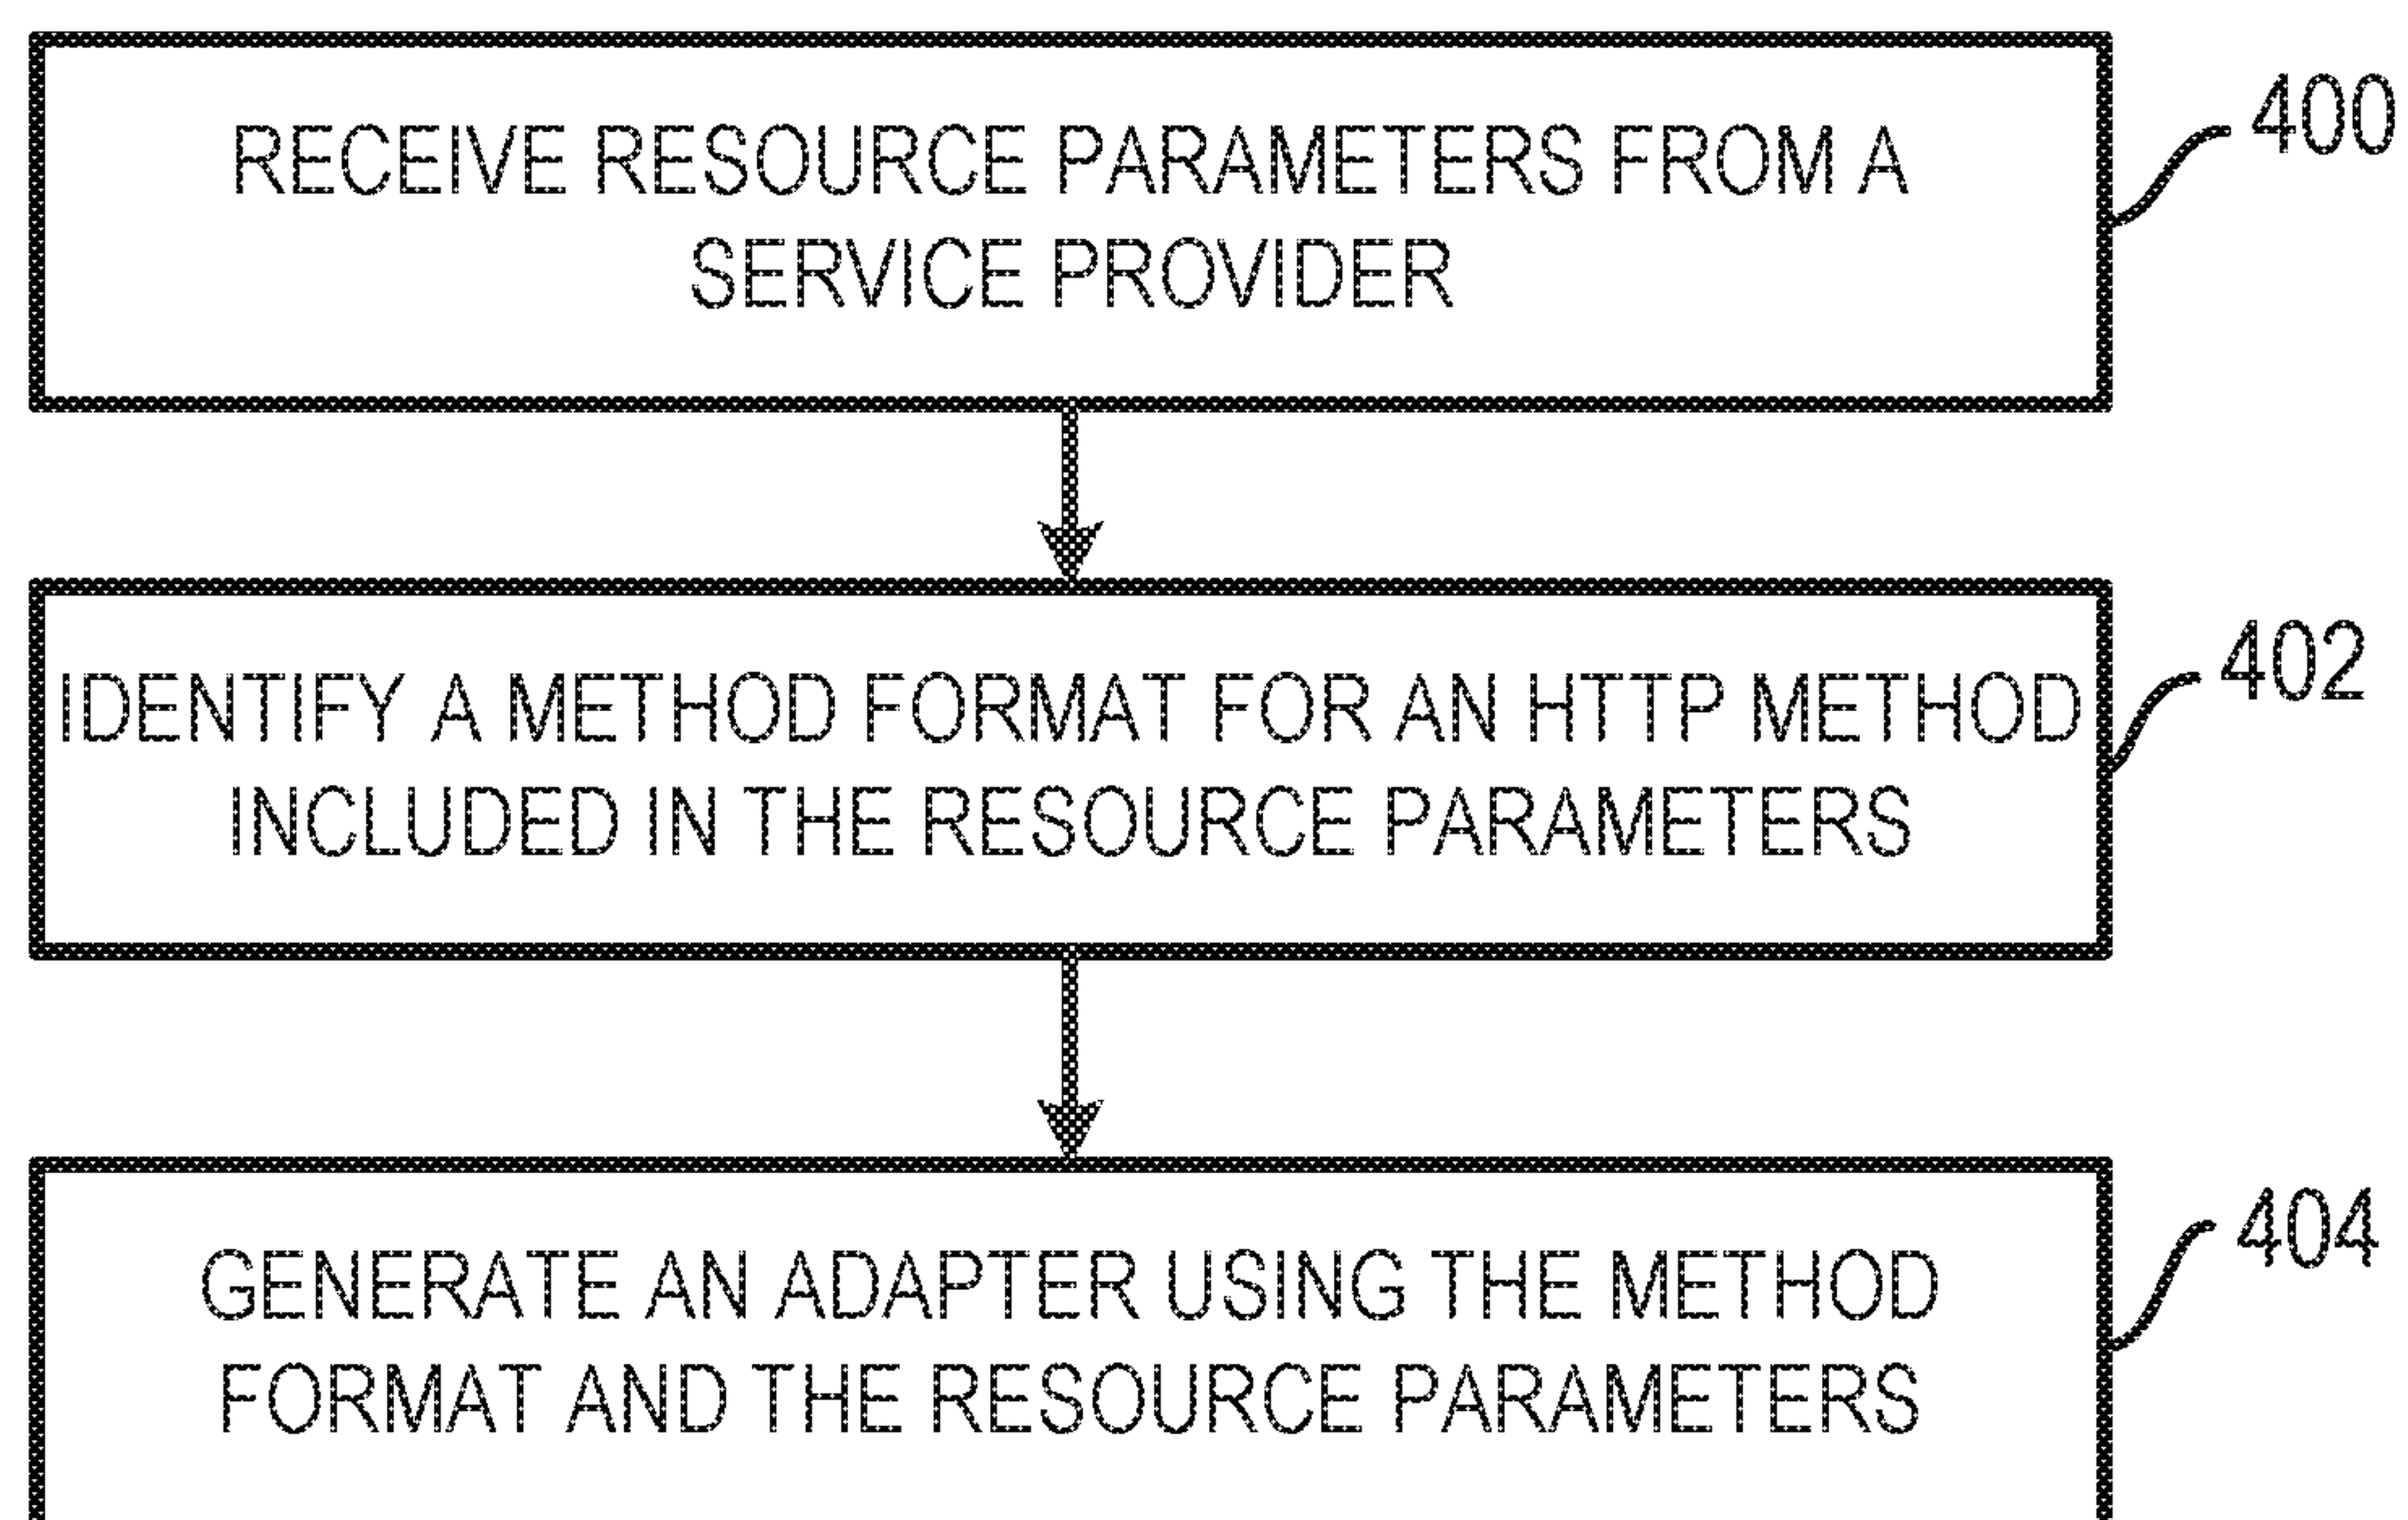 RECEIVE RESOURCE PARAMETERS FROM A
SERVICE PROVIDER
400
IDENTIFY A METHOD FORMAT FOR AN HTTP METHOD
INCLUDED IN THE RESOURCE PARAMETERS
402
GENERATE AN ADAPTER USING THE METHOD
FORMAT AND THE RESOURCE PARAMETERS
404